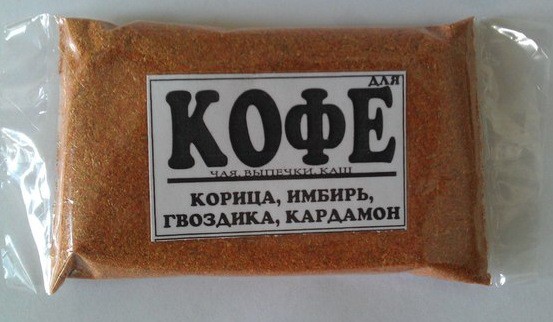 ДЛЯ
КОФЕ
ЧАЯ, ВЫПЕЧКИ, КАШ
КОРИЦА, ИМБИРЬ,
ГВОЗДИКА, КАРДАМОН